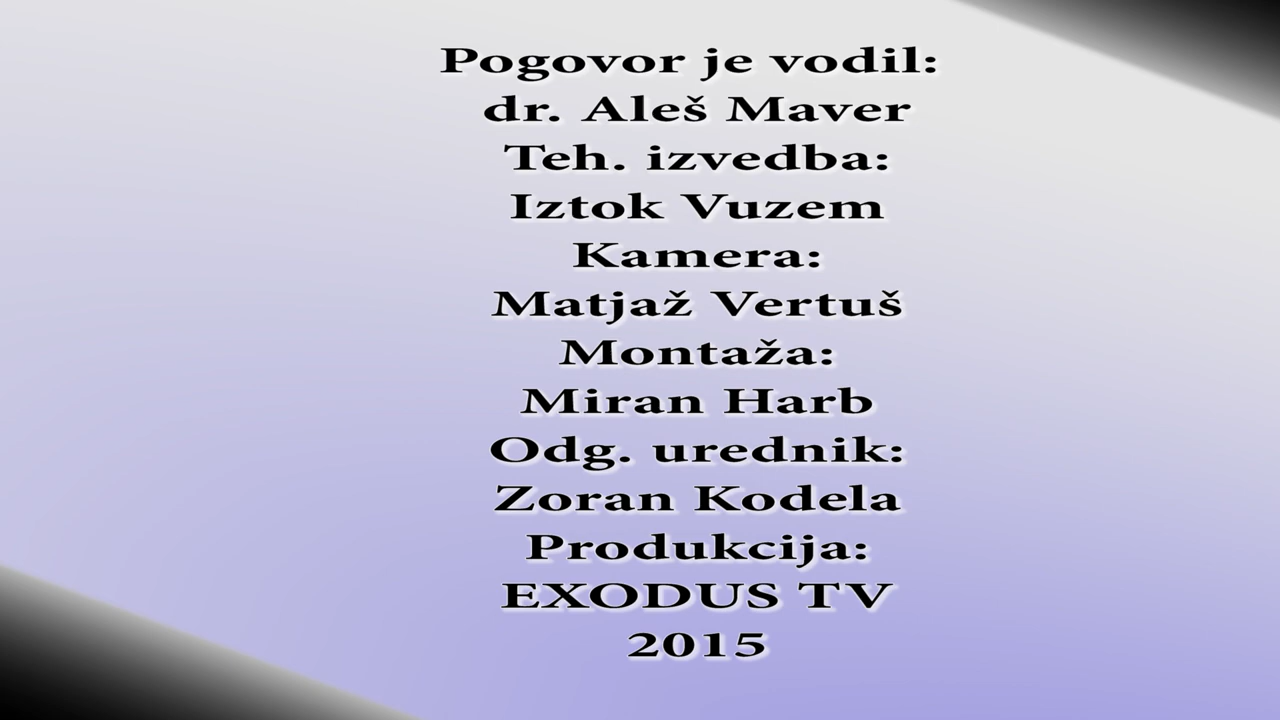 Pogovor je vodil:
dr. Aleš Maver
Teh. izvedba:
Iztok Vuzem
Kamera:
Matjaž Vertuš
Montaža:
Miran Harb
Odg. urednik:
Zoran Kodela
Produkcija:
EXODUS TV
2015